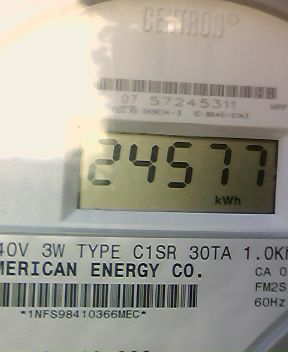 CENTRON®
07 57245311
24577
kWh
40V 3W TYPE C1SR 30TA 1.0K
MERICAN ENERGY CO.
CA 0
FM2S
60Hz
*1NFS98410366MEC*